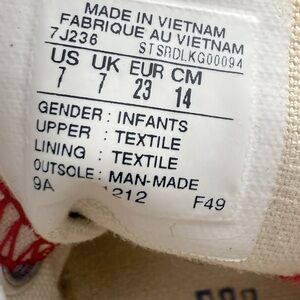 MADE IN VIETNAM
FABRIQUE AU VIETNAM
7J236 STSRDLKG00094
US UK EUR CM
7 7 23 14
GENDER : INFANTS
UPPER : TEXTILE
LINING : TEXTILE
OUTSOLE : MAN-MADE
9A 1212 F49